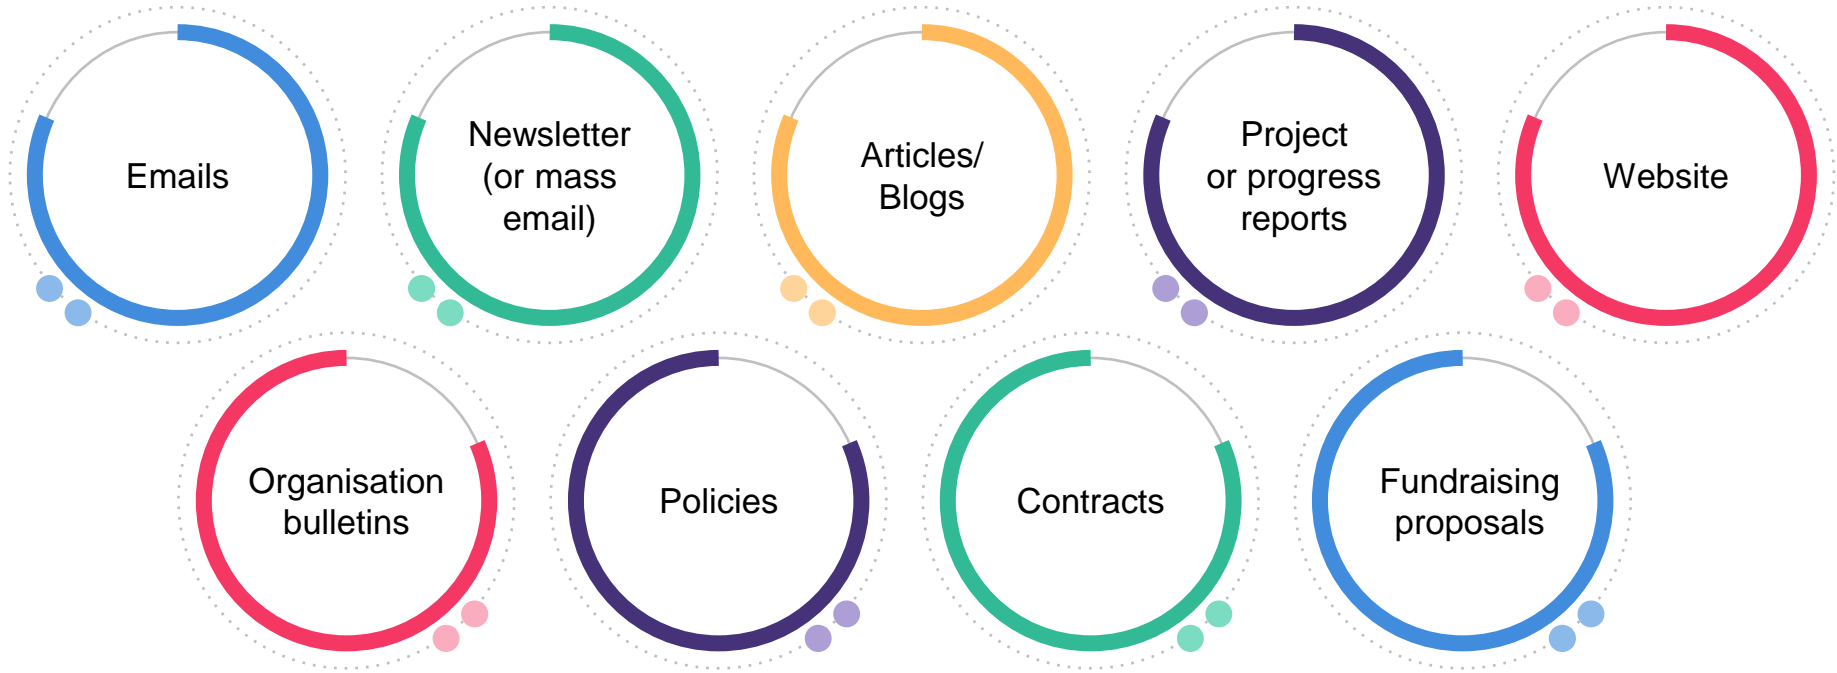 Emails
Newsletter
(or mass
email)
Articles/
Blogs
Project
or progress
reports
Website
Organisation
bulletins
Policies
Contracts
Fundraising
proposals